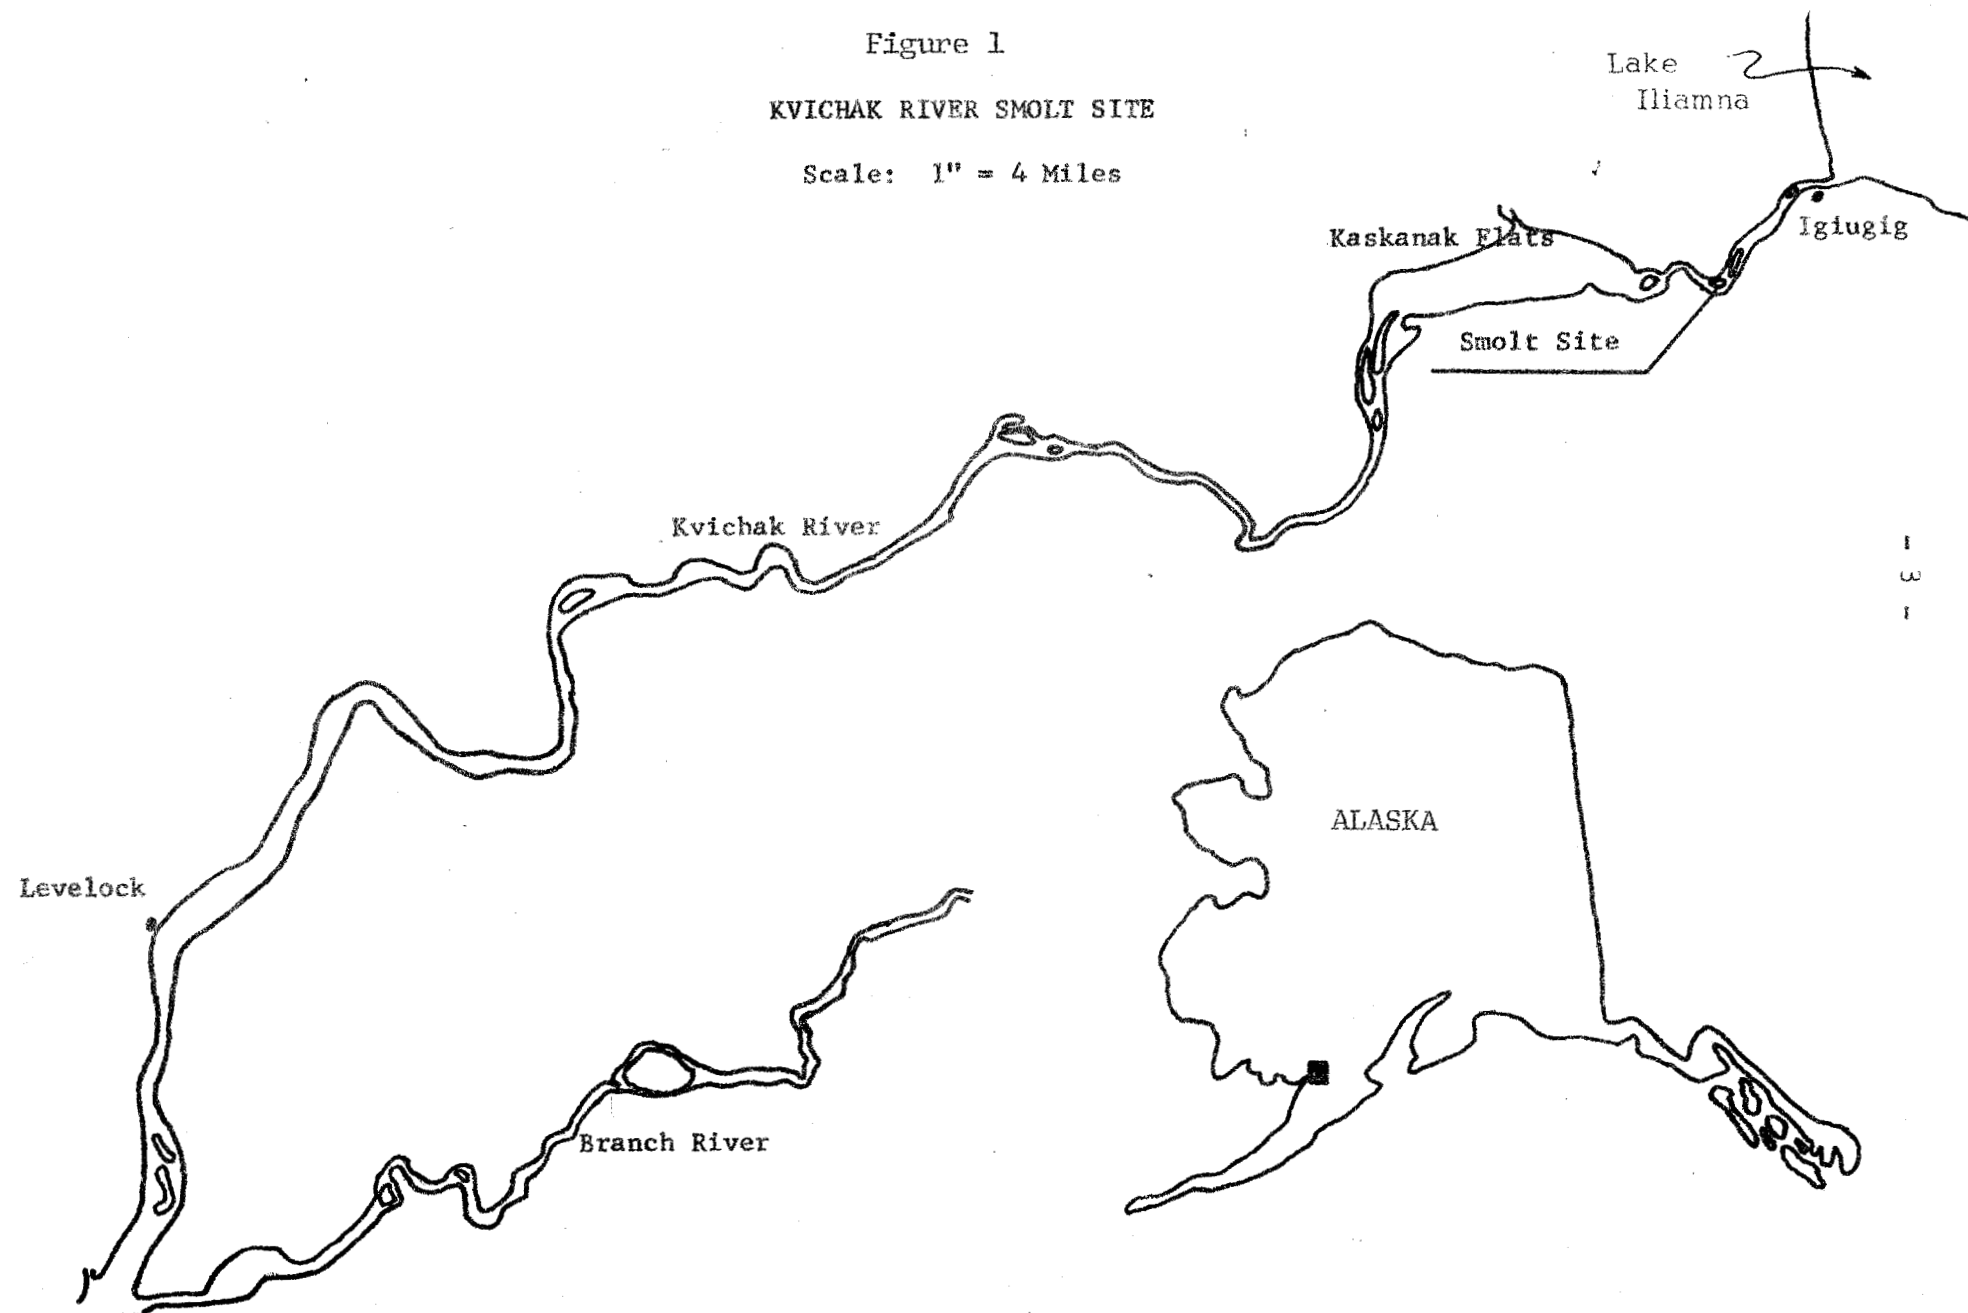 Figure 1
KVICHAK RIVER SMOLT SITE
Scale: 1" = 4 Miles
Lake
Iliamna
Igiugig
Kaskanak Flats
Smolt Site
Kvichak River
- 3 -
ALASKA
Levelock
Branch River